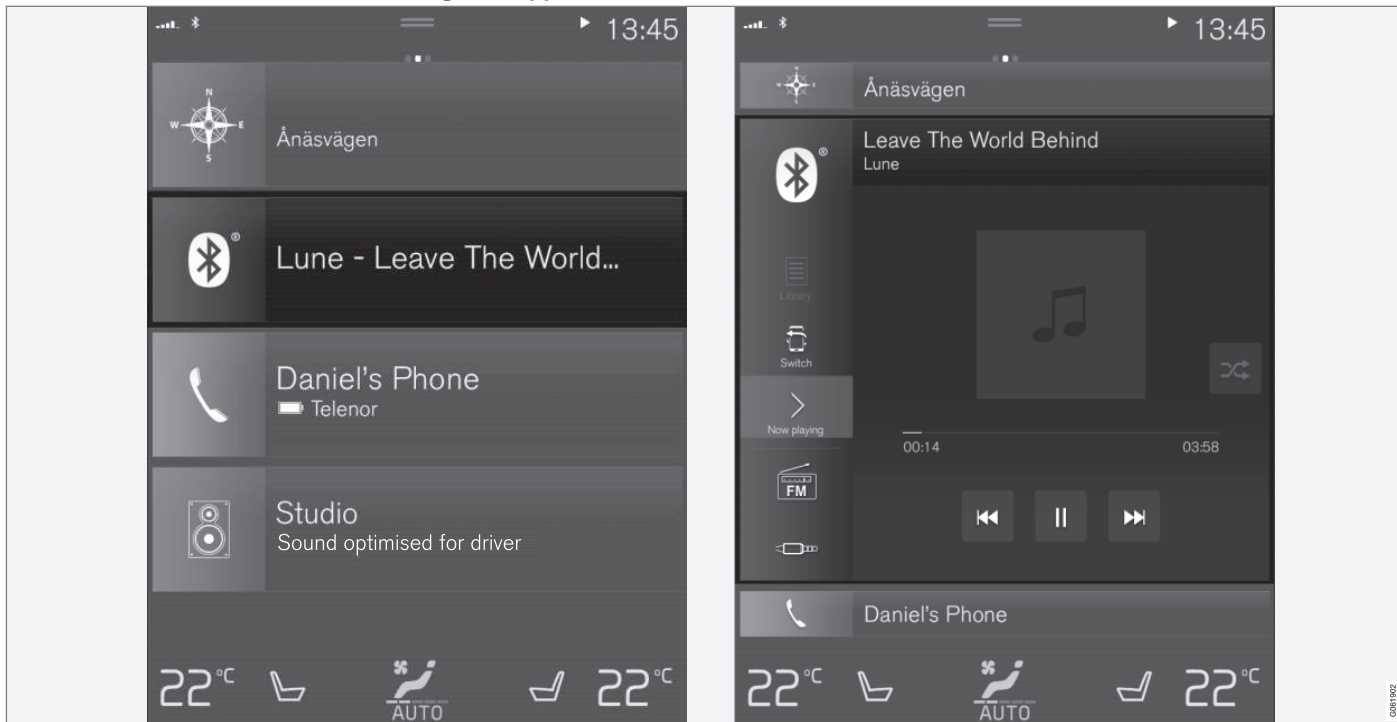 13:45
N
W
E
S
Ånäsvägen
®
Lune - Leave The World...
Daniel's Phone
Telenor
Studio
Sound optimised for driver
22°C
AUTO
22°C
13:45
Ånäsvägen
®
Leave The World Behind
Lune
Library
Switch
Now playing
00:14
03:58
FM
Daniel's Phone
22°C
AUTO
22°C
G061902